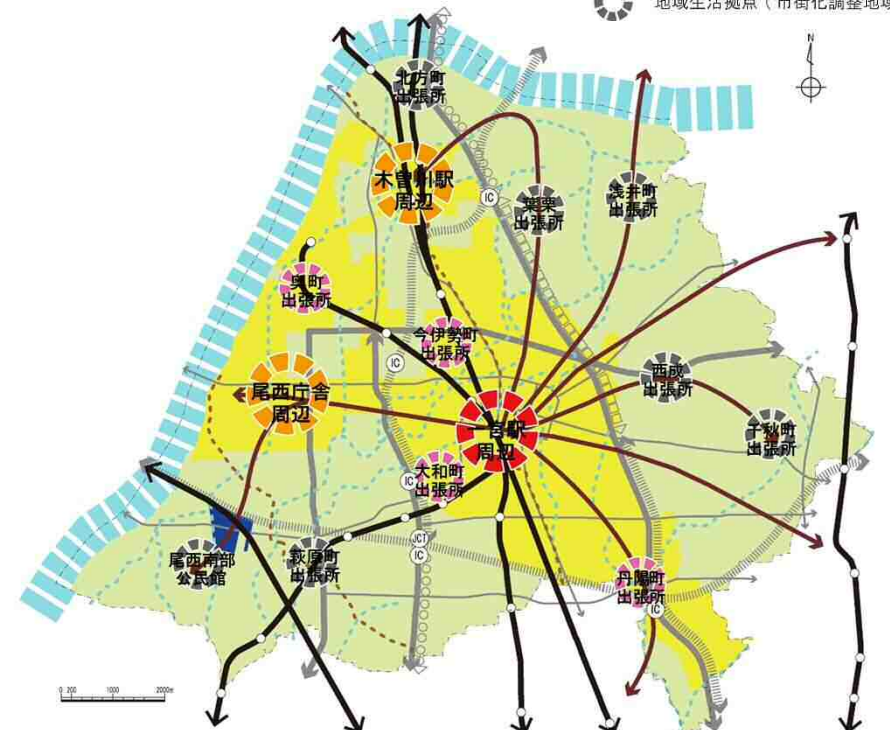 地域生活拠点（市街化調整地域
N
北方町
出張所
木曽川駅
周辺
IC
葉栗
出張所
浅井町
出張所
奥町
出張所
今伊勢町
出張所
IC
西成
出張所
尾西庁舎
周辺
一宮駅
周辺
千秋町
出張所
大和町
出張所
IC
JCT
IC
尾西南部
公民館
萩原町
出張所
丹陽町
出張所
IC
0 200 1000 2000m